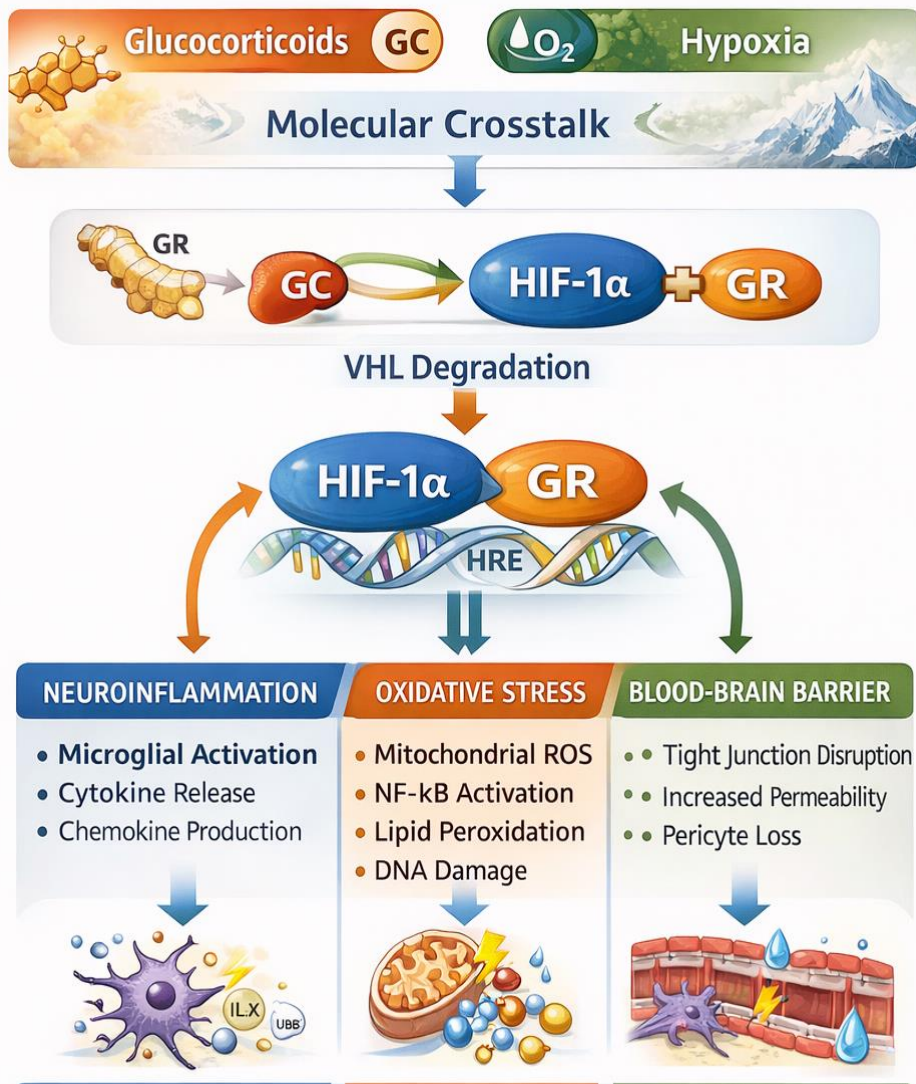 Glucocorticoids GC
O₂ Hypoxia
Molecular Crosstalk
GR
GC
HIF-1α
GR
VHL Degradation
HIF-1α
GR
HRE
NEUROINFLAMMATION
• Microglial Activation
• Cytokine Release
• Chemokine Production
OXIDATIVE STRESS
• Mitochondrial ROS
• NF-kB Activation
• Lipid Peroxidation
• DNA Damage
BLOOD-BRAIN BARRIER
• • Tight Junction Disruption
• • Increased Permeability
• • Pericyte Loss
IL.X
UBB